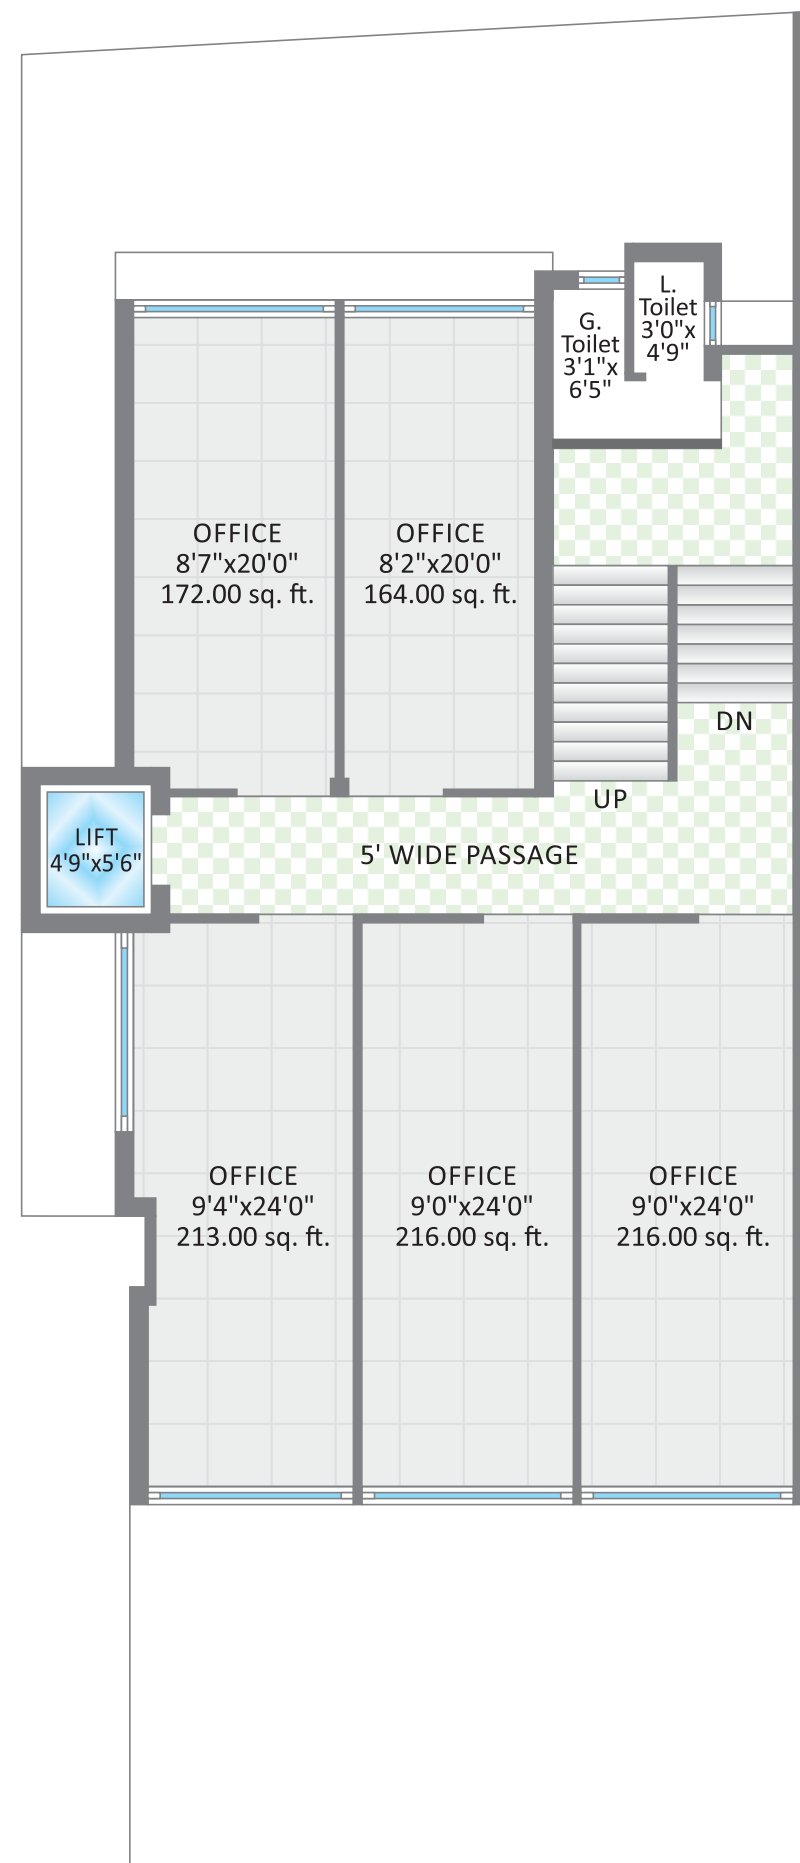 L.
Toilet
3'0"x
4'9"
G.
Toilet
3'1"x
6'5"
OFFICE
8'7"x20'0"
172.00 sq. ft.
OFFICE
8'2"x20'0"
164.00 sq. ft.
DN
UP
LIFT
4'9"x5'6"
5' WIDE PASSAGE
OFFICE
9'4"x24'0"
213.00 sq. ft.
OFFICE
9'0"x24'0"
216.00 sq. ft.
OFFICE
9'0"x24'0"
216.00 sq. ft.